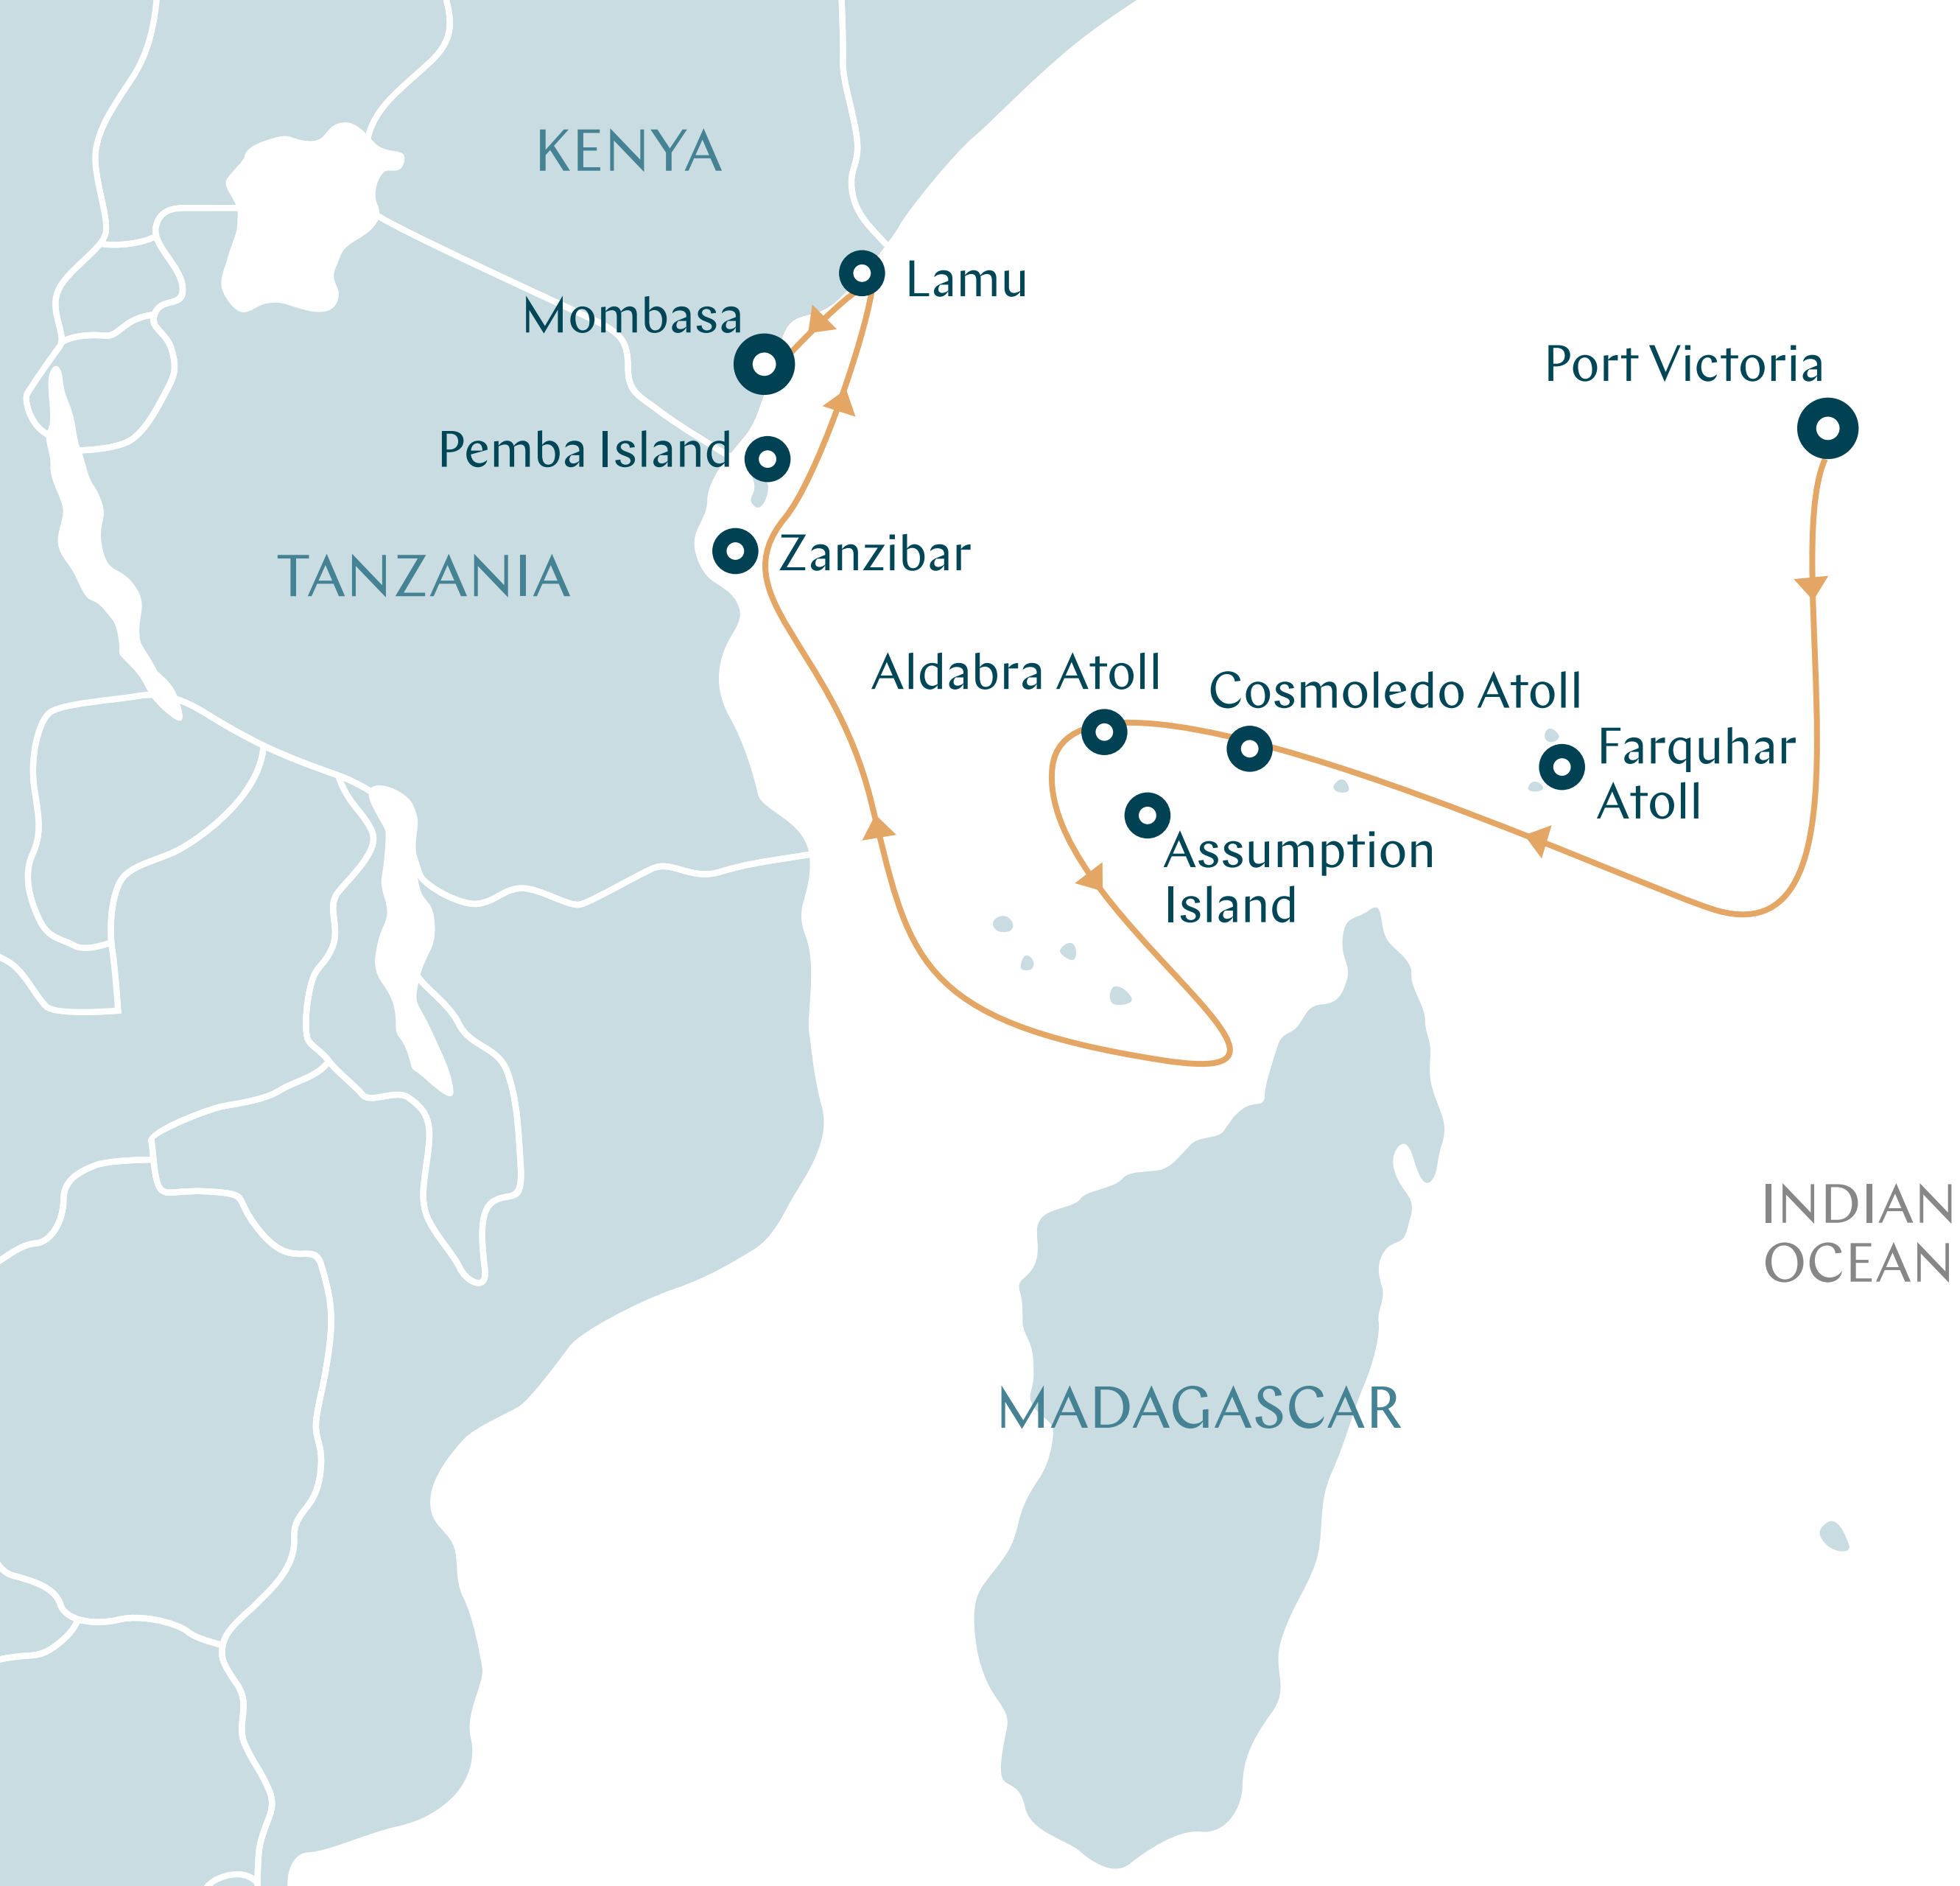 KENYA
Lamu
Mombasa
Port Victoria
Pemba Island
Zanzibar
TANZANIA
Aldabra Atoll
Cosmoledo Atoll
Farquhar
Atoll
Assumption
Island
INDIAN
OCEAN
MADAGASCAR